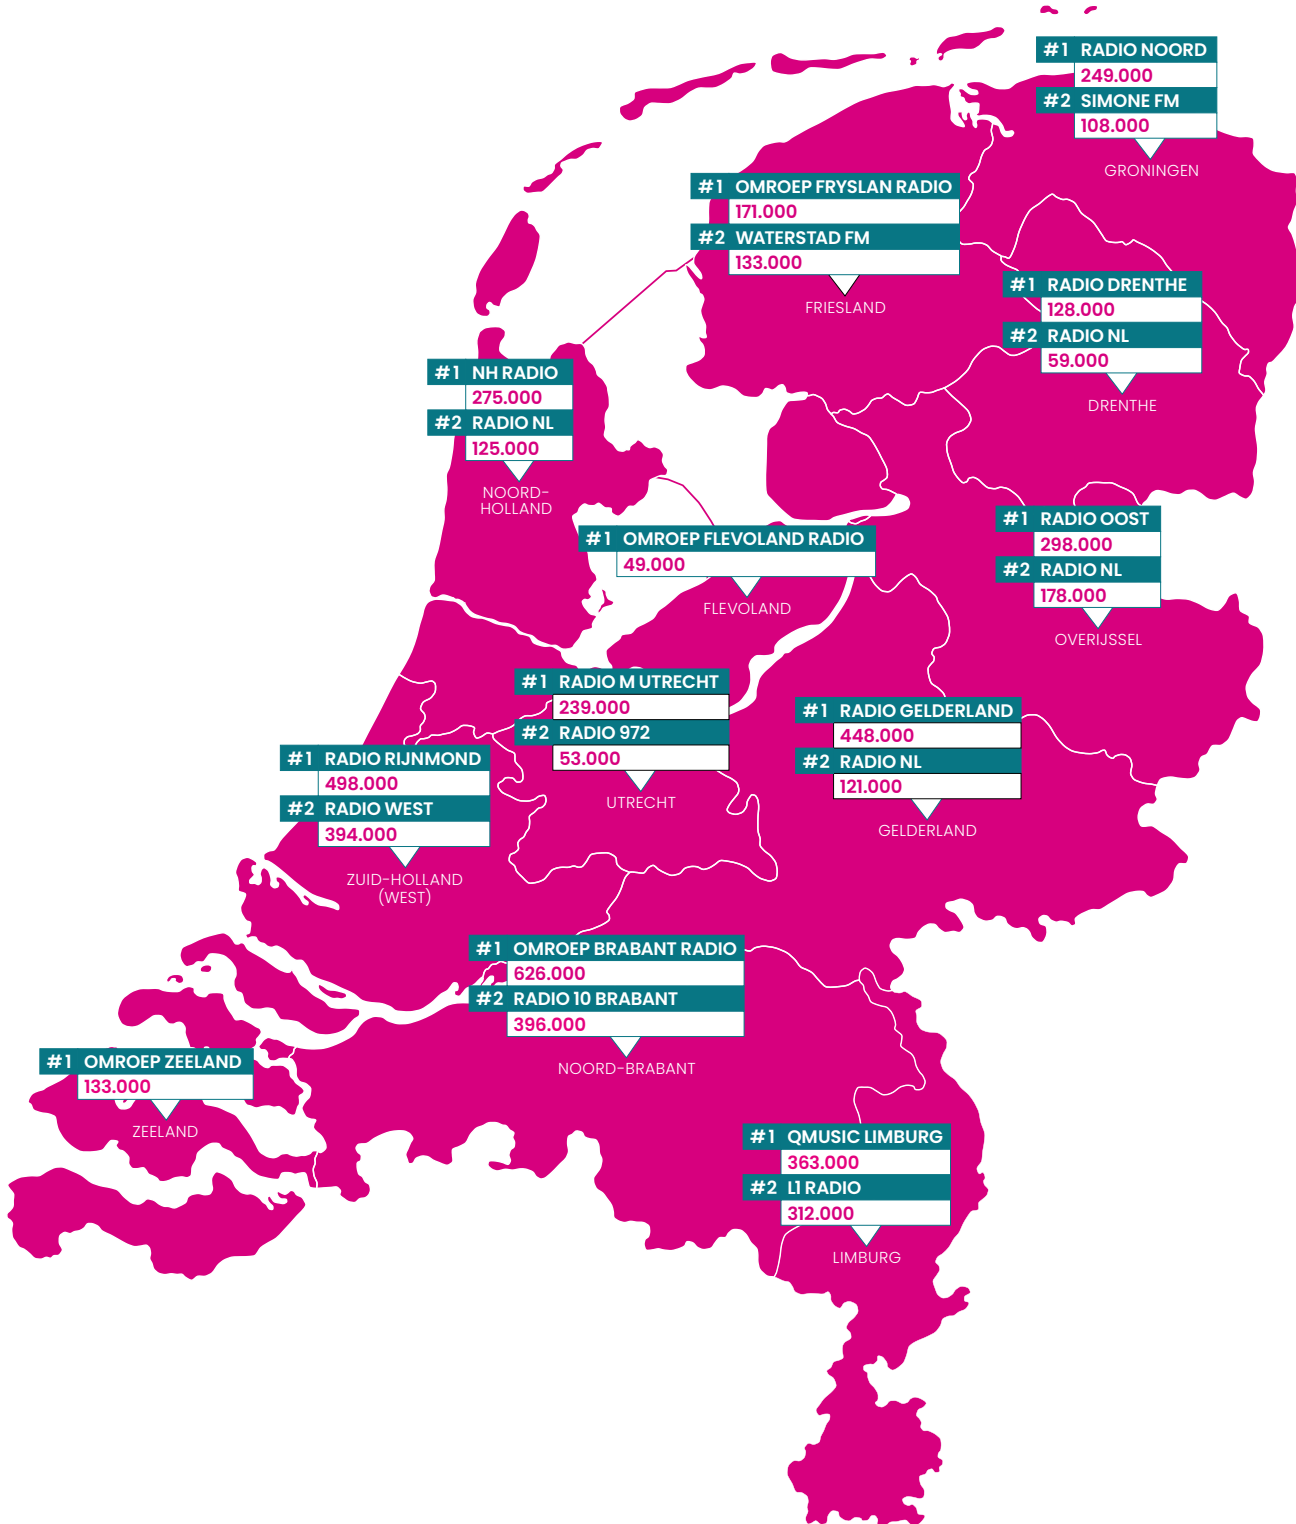 #1 RADIO NOORD
249.000
#2 SIMONE FM
108.000
GRONINGEN
#1 OMROEP FRYSLAN RADIO
171.000
#2 WATERSTAD FM
133.000
FRIESLAND
#1 RADIO DRENTHE
128.000
#2 RADIO NL
59.000
DRENTHE
#1 NH RADIO
275.000
#2 RADIO NL
125.000
NOORD-
HOLLAND
#1 OMROEP FLEVOLAND RADIO
49.000
FLEVOLAND
#1 RADIO OOST
298.000
#2 RADIO NL
178.000
OVERIJSSEL
#1 RADIO M UTRECHT
239.000
#2 RADIO 972
53.000
UTRECHT
#1 RADIO GELDERLAND
448.000
#2 RADIO NL
121.000
GELDERLAND
#1 RADIO RIJNMOND
498.000
#2 RADIO WEST
394.000
ZUID-HOLLAND
(WEST)
#1 OMROEP BRABANT RADIO
626.000
#2 RADIO 10 BRABANT
396.000
NOORD-BRABANT
#1 OMROEP ZEELAND
133.000
ZEELAND
#1 QMUSIC LIMBURG
363.000
#2 L1 RADIO
312.000
LIMBURG